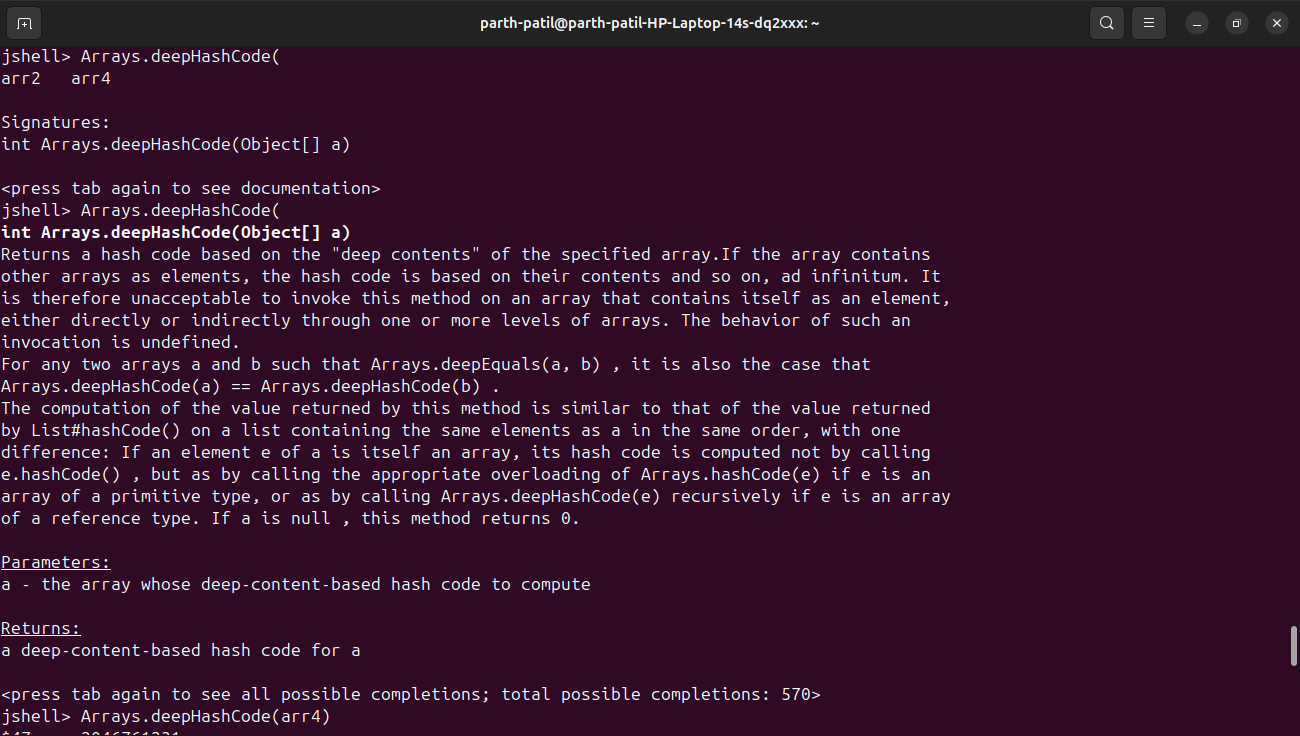 parth-patil@parth-patil-HP-Laptop-14s-dq2xxx: ~
jshell> Arrays.deepHashCode(
arr2   arr4
Signatures:
int Arrays.deepHashCode(Object[] a)
<press tab again to see documentation>
jshell> Arrays.deepHashCode(
int Arrays.deepHashCode(Object[] a)
Returns a hash code based on the "deep contents" of the specified array.If the array contains
other arrays as elements, the hash code is based on their contents and so on, ad infinitum. It
is therefore unacceptable to invoke this method on an array that contains itself as an element,
either directly or indirectly through one or more levels of arrays. The behavior of such an
invocation is undefined.
For any two arrays a and b such that Arrays.deepEquals(a, b) , it is also the case that
Arrays.deepHashCode(a) == Arrays.deepHashCode(b) .
The computation of the value returned by this method is similar to that of the value returned
by List#hashCode() on a list containing the same elements as a in the same order, with one
difference: If an element e of a is itself an array, its hash code is computed not by calling
e.hashCode() , but as by calling the appropriate overloading of Arrays.hashCode(e) if e is an
array of a primitive type, or as by calling Arrays.deepHashCode(e) recursively if e is an array
of a reference type. If a is null , this method returns 0.
Parameters:
a - the array whose deep-content-based hash code to compute
Returns:
a deep-content-based hash code for a
<press tab again to see all possible completions; total possible completions: 570>
jshell> Arrays.deepHashCode(arr4)